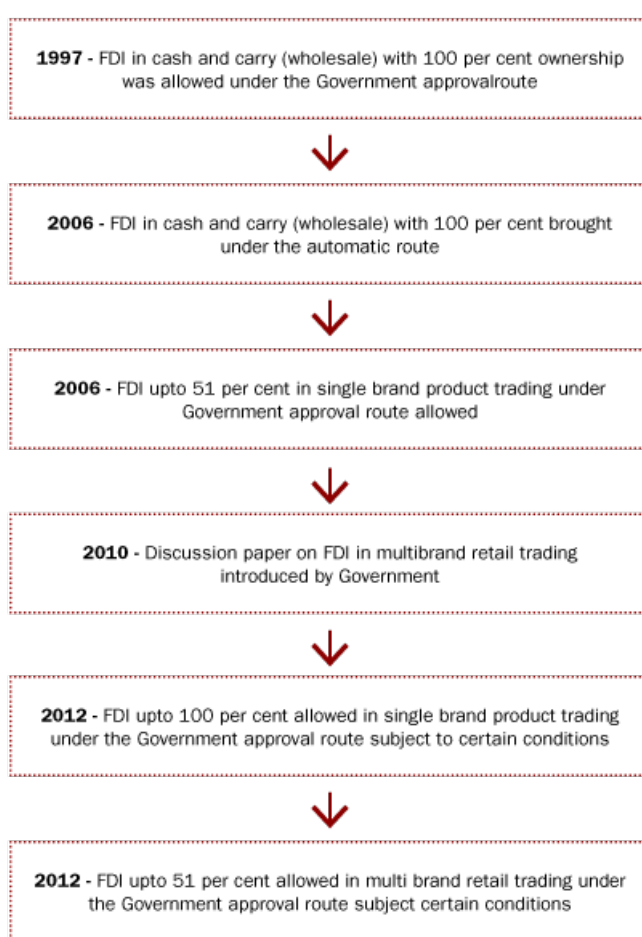 1997 - FDI in cash and carry (wholesale) with 100 per cent ownership
was allowed under the Government approvalroute
2006 - FDI in cash and carry (wholesale) with 100 per cent brought
under the automatic route
2006 - FDI upto 51 per cent in single brand product trading under
Government approval route allowed
2010 - Discussion paper on FDI in multibrand retail trading
introduced by Government
2012 - FDI upto 100 per cent allowed in single brand product trading
under the Government approval route subject to certain conditions
2012 - FDI upto 51 per cent allowed in multi brand retail trading under
the Government approval route subject certain conditions